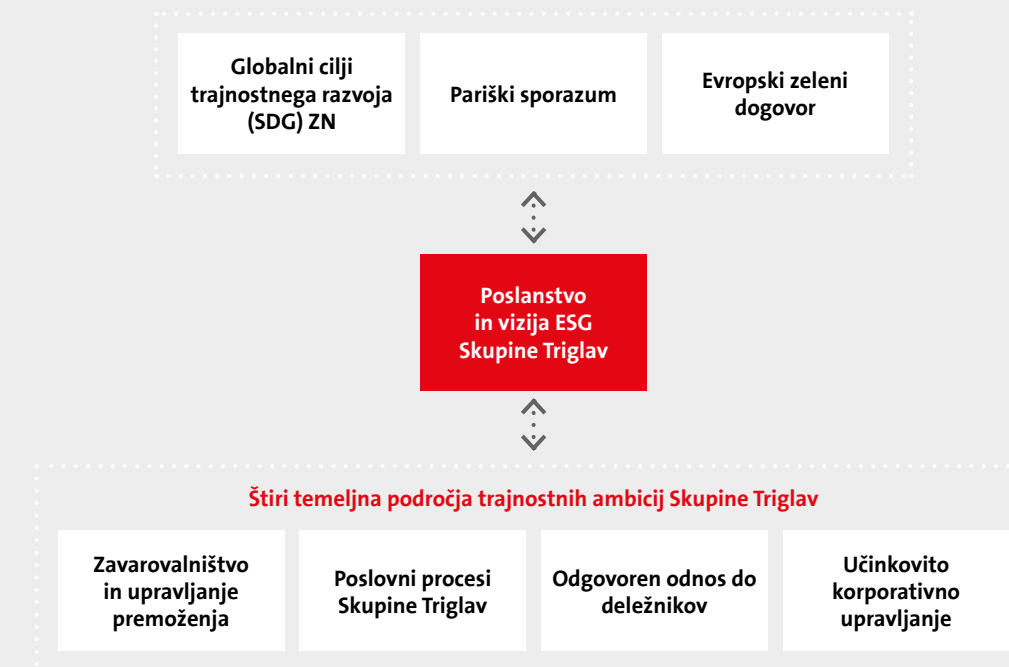 Globalni cilji
trajnostnega razvoja
(SDG) ZN
Pariški sporazum
Evropski zeleni
dogovor
Poslanstvo
in vizija ESG
Skupine Triglav
Štiri temeljna področja trajnostnih ambicij Skupine Triglav
Zavarovalništvo
in upravljanje
premoženja
Poslovni procesi
Skupine Triglav
Odgovoren odnos do
deležnikov
Učinkovito
korporativno
upravljanje